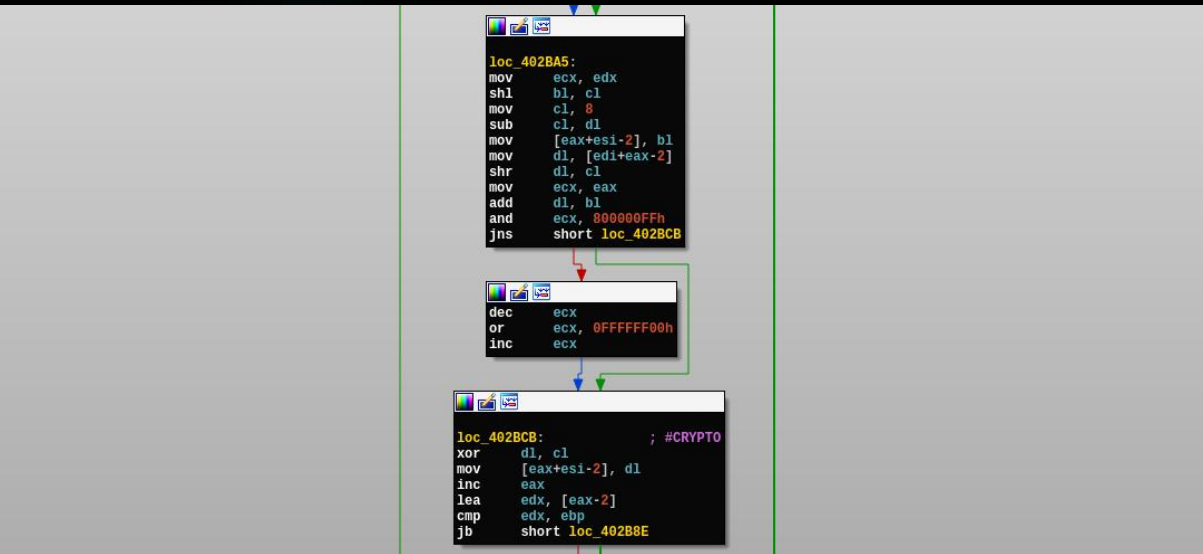 loc_402BA5:
mov ecx, edx
shl bl, cl
mov cl, 8
sub cl, dl
mov [eax+esi-2], bl
mov dl, [edi+eax-2]
shr dl, cl
mov ecx, eax
add dl, bl
and ecx, 800000FFh
jns short loc_402BCB
dec ecx
or ecx, 0FFFFFF00h
inc ecx
loc_402BCB: ; #CRYPTO
xor dl, cl
mov [eax+esi-2], dl
inc eax
lea edx, [eax-2]
cmp edx, ebp
jb short loc_402B8E